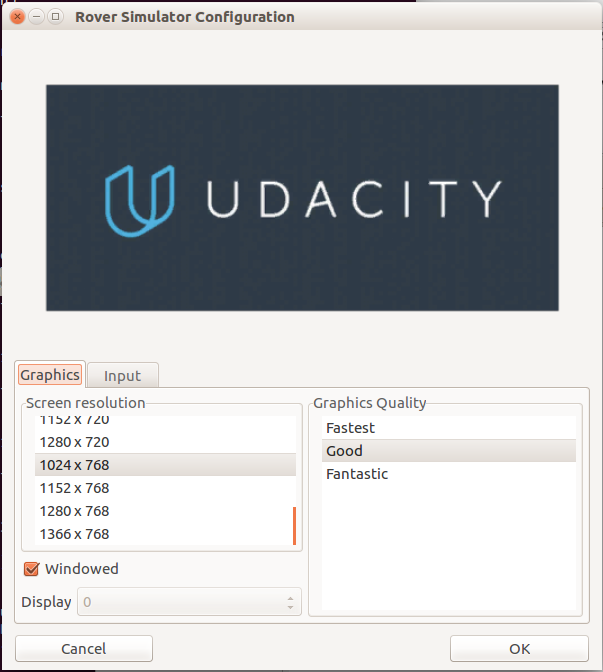 Rover Simulator Configuration
UDACITY
Graphics
Input
Screen resolution
1152 x 720
1280 x 720
1024 x 768
1152 x 768
1280 x 768
1366 x 768
Graphics Quality
Fastest
Good
Fantastic
Windowed
Display 0
Cancel
OK